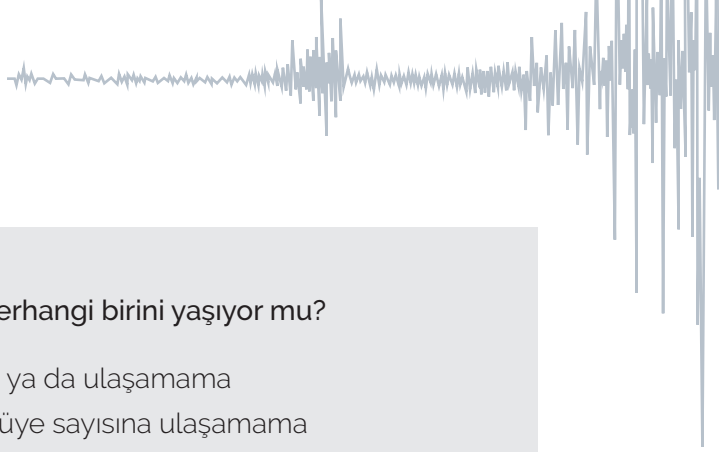 erhangi birini yaşıyor mu?
ya da ulaşamama
üye sayısına ulaşamama